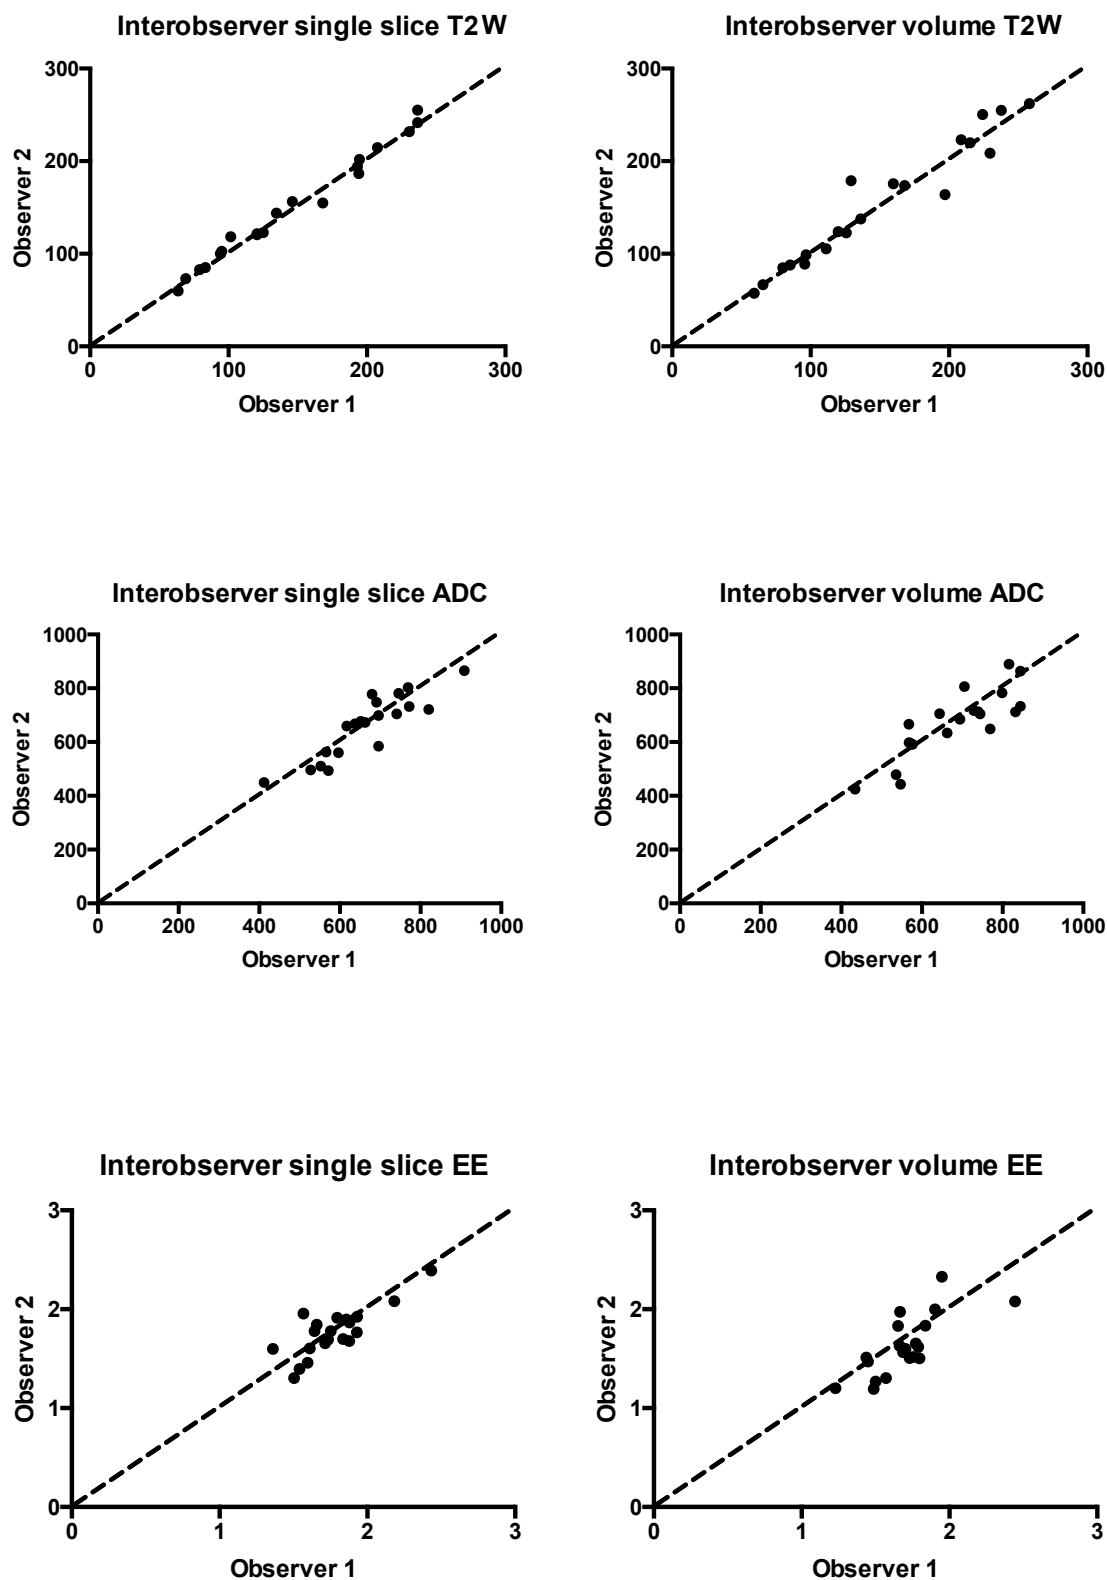 Interobserver single slice T2W
300
200
100
0
Observer 2
0 100 200 300
Observer 1
Interobserver volume T2W
300
200
100
0
Observer 2
0 100 200 300
Observer 1
Interobserver single slice ADC
1000
800
600
400
200
0
Observer 2
0 200 400 600 800 1000
Observer 1
Interobserver volume ADC
1000
800
600
400
200
0
Observer 2
0 200 400 600 800 1000
Observer 1
Interobserver single slice EE
3
2
1
0
Observer 2
0 1 2 3
Observer 1
Interobserver volume EE
3
2
1
0
Observer 2
0 1 2 3
Observer 1